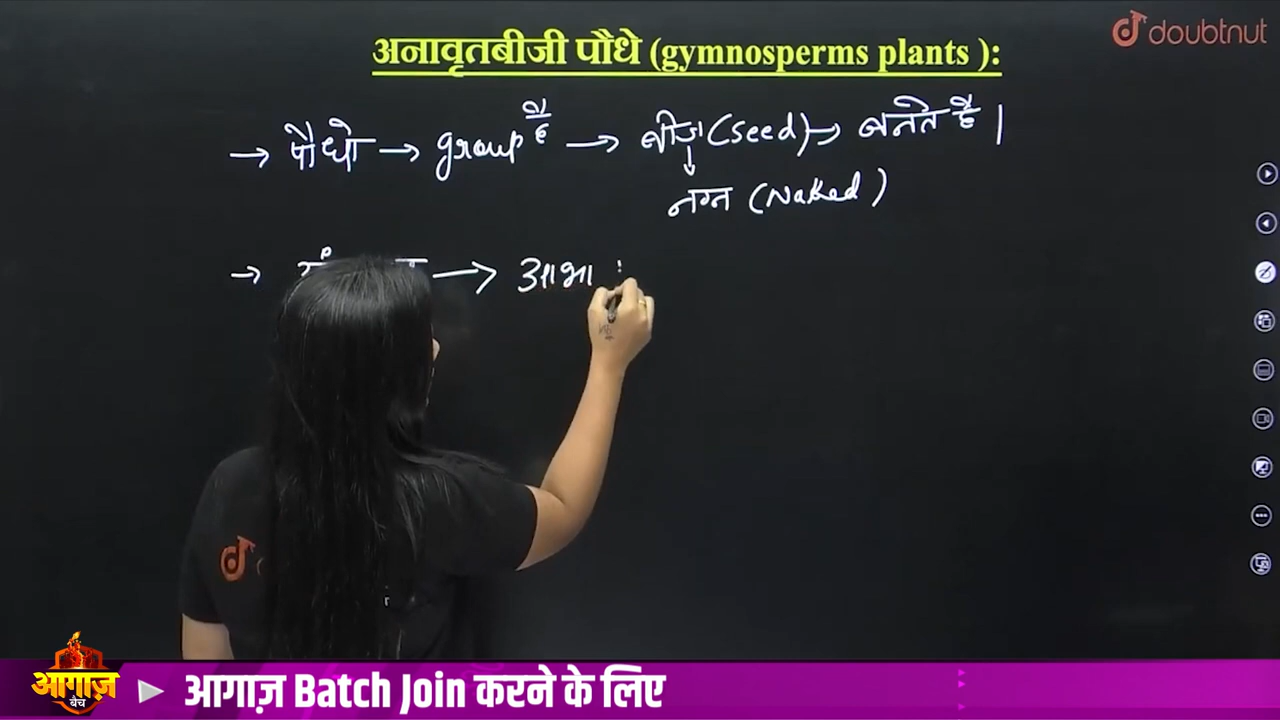 doubtnut
अनावृतबीजी पौधे (gymnosperms plants ):
→ पौधो → group है → बीज (seed) → बनते है |
↓
नग्न (Naked)
→ → आभा
आगाज़ बैच
आगाज़ Batch Join करने के लिए